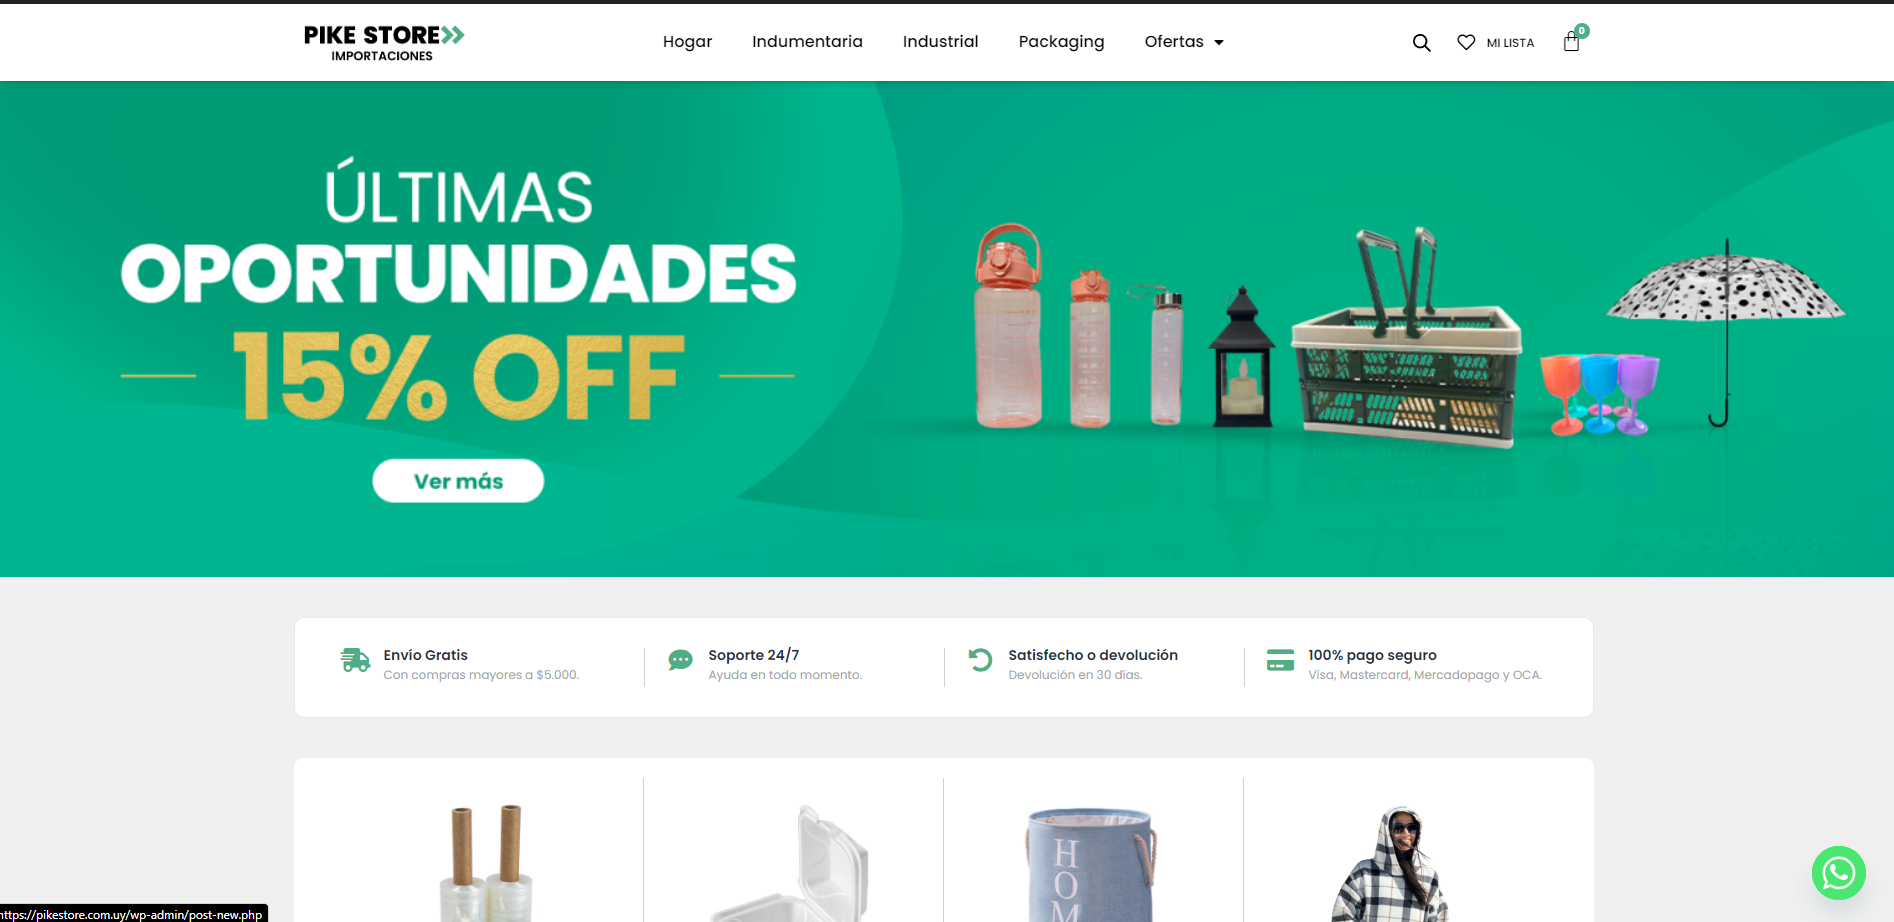 PIKE STORE
IMPORTACIONES
Hogar
Indumentaria
Industrial
Packaging
Ofertas
MI LISTA
0
ÚLTIMAS
OPORTUNIDADES
15% OFF
Ver más
Envío Gratis
Con compras mayores a $5.000.
Soporte 24/7
Ayuda en todo momento.
Satisfecho o devolución
Devolución en 30 días.
100% pago seguro
Visa, Mastercard, Mercadopago y OCA.
HOM
https://pikestore.com.uy/wp-admin/post-new.php